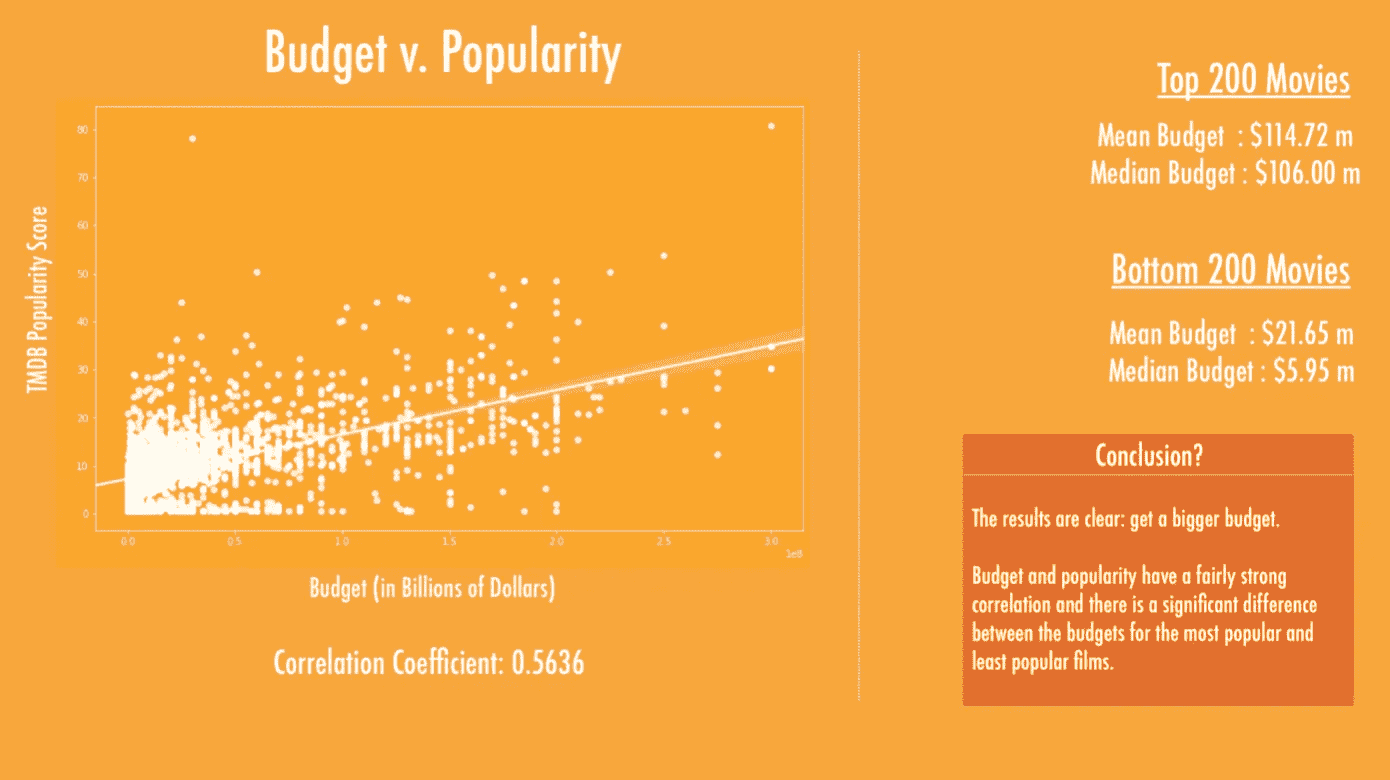 Budget v. Popularity
TMDB Popularity Score
80
70
60
50
40
30
20
10
0
0.0 0.5 1.0 1.5 2.0 2.5 3.0
1e8
Budget (in Billions of Dollars)
Correlation Coefficient: 0.5636
Top 200 Movies
Mean Budget : $114.72 m
Median Budget : $106.00 m
Bottom 200 Movies
Mean Budget : $21.65 m
Median Budget : $5.95 m
Conclusion?
The results are clear: get a bigger budget.
Budget and popularity have a fairly strong
correlation and there is a significant difference
between the budgets for the most popular and
least popular films.